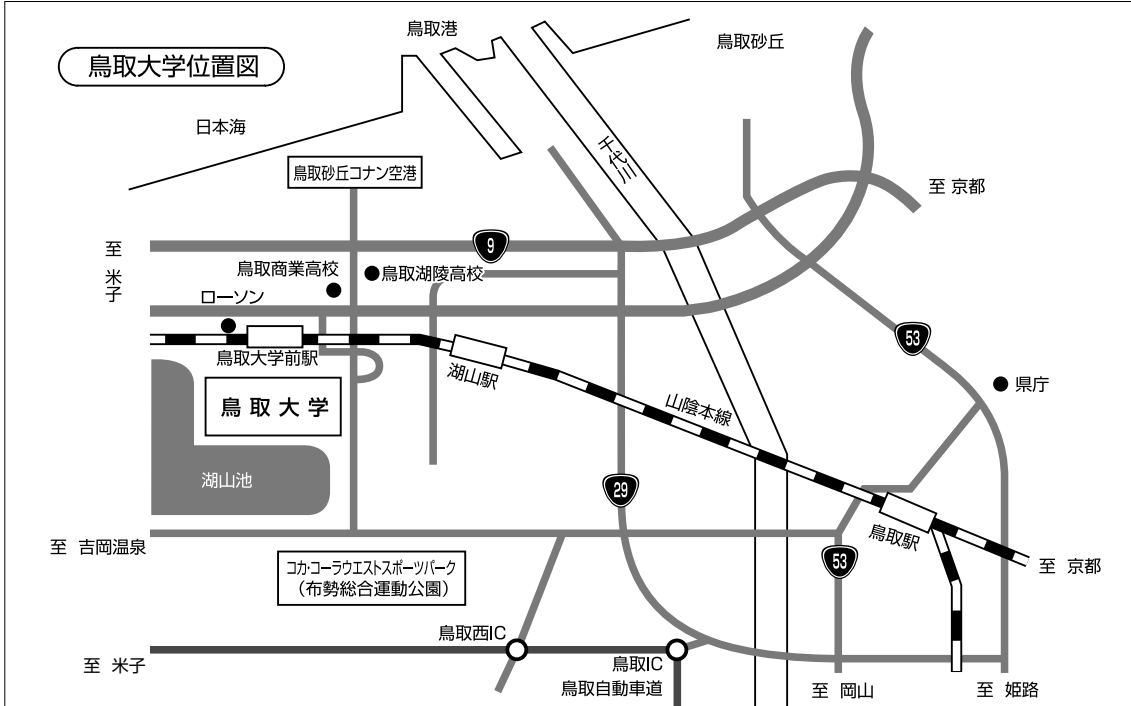 鳥取港
鳥取砂丘
鳥取大学位置図
日本海
千代川
鳥取砂丘コナン空港
至 京都
9
至 米子
鳥取商業高校
鳥取湖陵高校
ローソン
53
鳥取大学前駅
湖山駅
県庁
鳥取大学
山陰本線
湖山池
29
鳥取駅
至 吉岡温泉
53
至 京都
コカ・コーラウエストスポーツパーク
(布勢総合運動公園)
鳥取西IC
至 米子
鳥取IC
鳥取自動車道
至 岡山
至 姫路